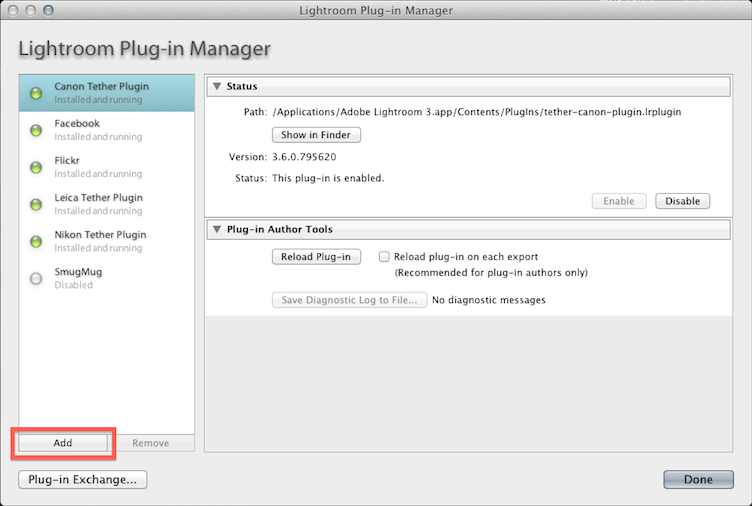 Lightroom Plug-in Manager
Lightroom Plug-in Manager
Canon Tether Plugin
Installed and running
Facebook
Installed and running
Flickr
Installed and running
Leica Tether Plugin
Installed and running
Nikon Tether Plugin
Installed and running
SmugMug
Disabled
Add
Remove
Plug-in Exchange...
Status
Path: /Applications/Adobe Lightroom 3.app/Contents/PlugIns/tether-canon-plugin.lrplugin
Show in Finder
Version: 3.6.0.795620
Status: This plug-in is enabled.
Enable Disable
Plug-in Author Tools
Reload Plug-in Reload plug-in on each export
(Recommended for plug-in authors only)
Save Diagnostic Log to File... No diagnostic messages
Done